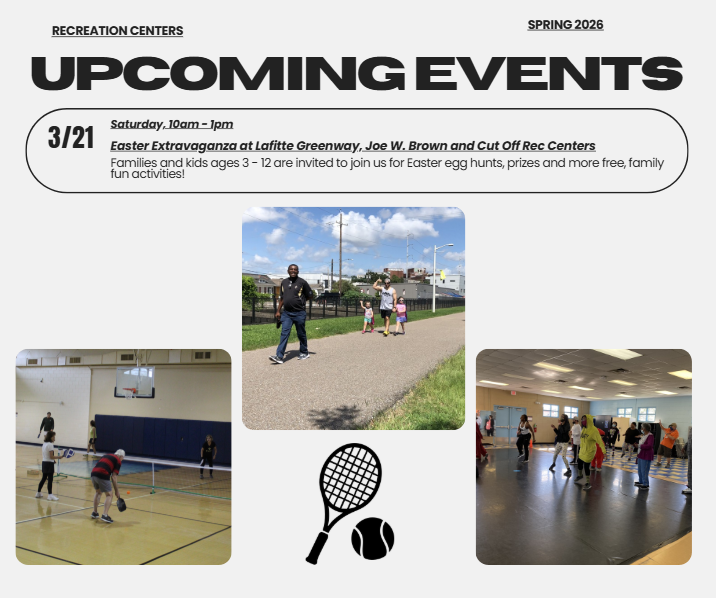 RECREATION CENTERS
SPRING 2026
UPCOMING EVENTS
3/21
Saturday, 10am - 1pm
Easter Extravaganza at Lafitte Greenway, Joe W. Brown and Cut Off Rec Centers
Families and kids ages 3 - 12 are invited to join us for Easter egg hunts, prizes and more free, family
fun activities!